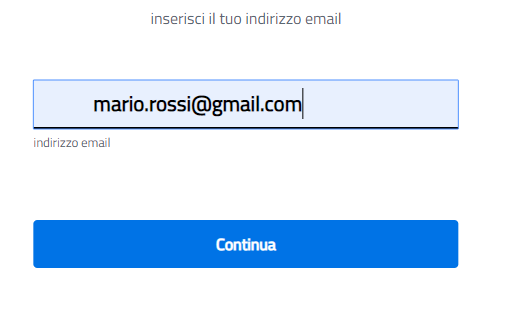 inserisci il tuo indirizzo email
mario.rossi@gmail.com
indirizzo email
Continua